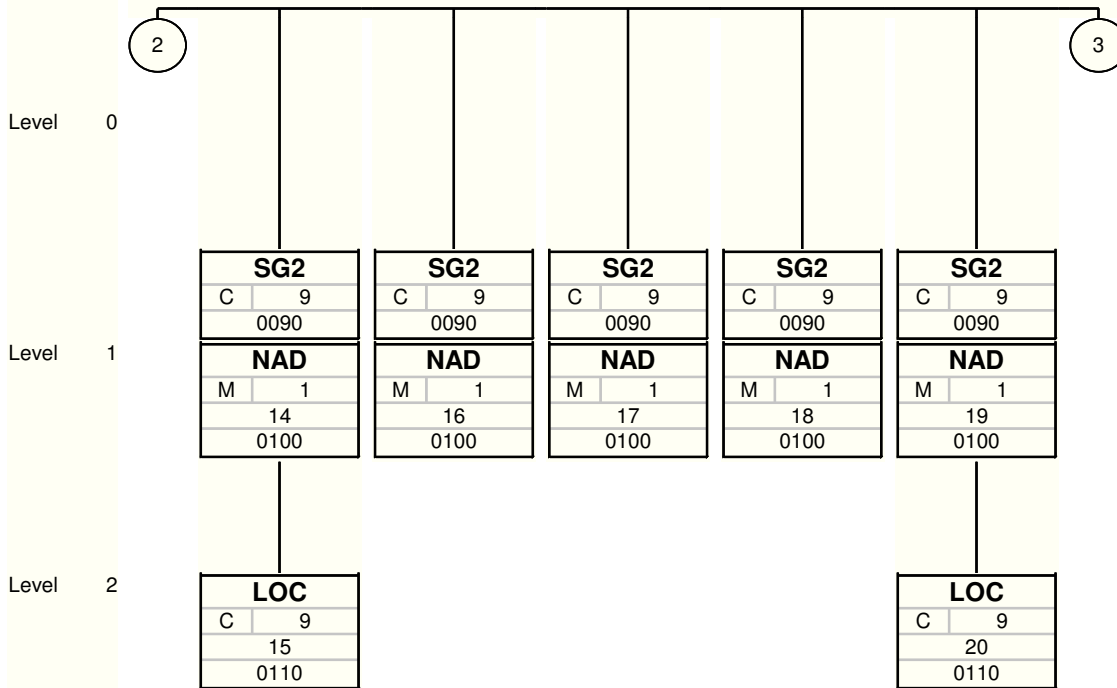 2 3
Level 0
SG2 SG2 SG2 SG2 SG2
C 9 C 9 C 9 C 9 C 9
0090 0090 0090 0090 0090
Level 1
NAD NAD NAD NAD NAD
M 1 M 1 M 1 M 1 M 1
14 16 17 18 19
0100 0100 0100 0100 0100
Level 2
LOC LOC
C 9 C 9
15 20
0110 0110